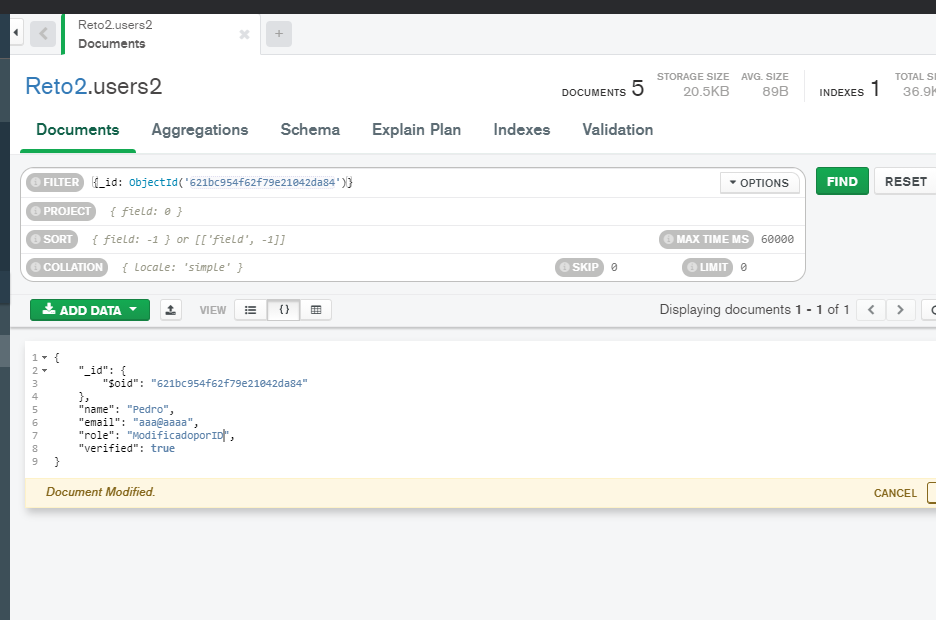 Reto2.users2
Documents
Reto2.users2
DOCUMENTS 5
STORAGE SIZE
20.5KB
AVG. SIZE
89B
INDEXES 1
TOTAL
36.9
Documents Aggregations Schema Explain Plan Indexes Validation
FILTER {_id: ObjectId('621bc954f62f79e21042da84')}
OPTIONS
FIND
RESET
PROJECT { field: 0 }
SORT { field: -1 } or [['field', -1]]
MAX TIME MS 60000
COLLATION { locale: 'simple' }
SKIP 0
LIMIT 0
ADD DATA
VIEW
{}
Displaying documents 1 - 1 of 1
1 {
2 "_id": {
3 "$oid": "621bc954f62f79e21042da84"
4 },
5 "name": "Pedro",
6 "email": "aaa@aaaa",
7 "role": "ModificadoporID",
8 "verified": true
9 }
Document Modified.
CANCEL